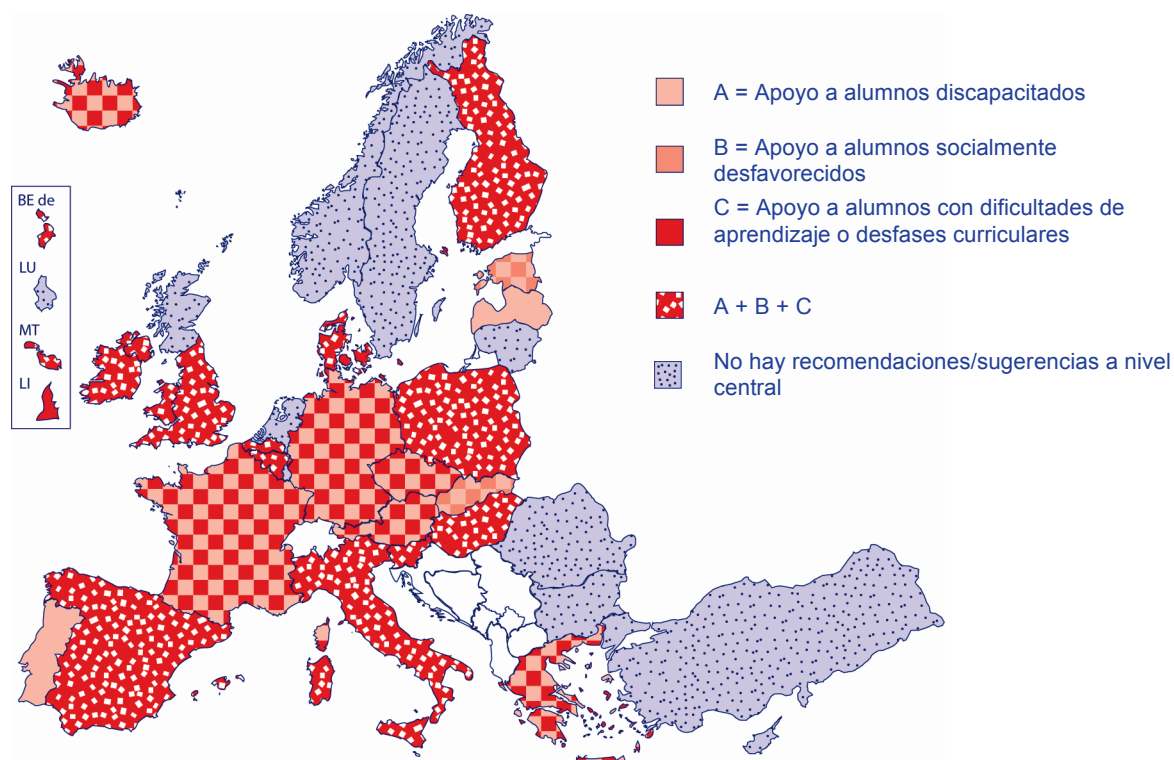 A = Apoyo a alumnos discapacitados
B = Apoyo a alumnos socialmente
desfavorecidos
C = Apoyo a alumnos con dificultades de
aprendizaje o desfases curriculares
A + B + C
No hay recomendaciones/sugerencias a nivel
central
BE de
LU
MT
LI